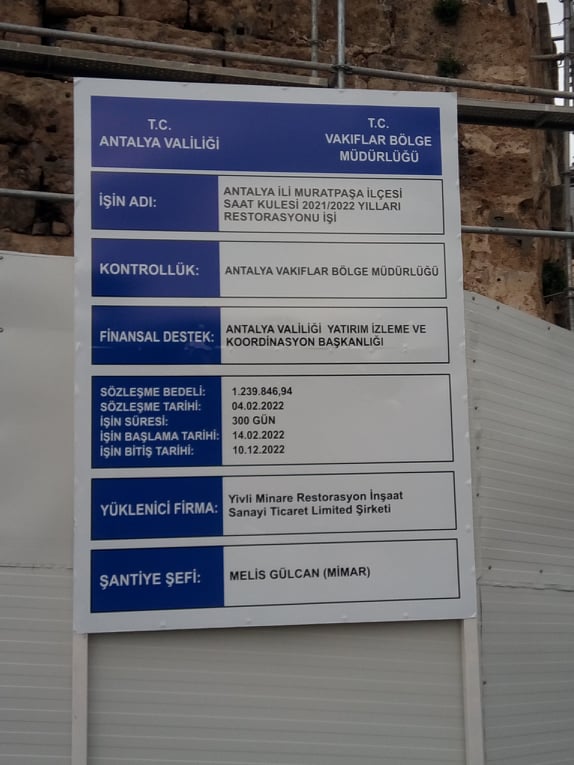 T.C.
ANTALYA VALİLİĞİ
T.C.
VAKIFLAR BÖLGE
MÜDÜRLÜĞÜ
İŞİN ADI:
ANTALYA İLİ MURATPAŞA İLÇESİ
SAAT KULESİ 2021/2022 YILLARI
RESTORASYONU İŞİ
KONTROLLÜK:
ANTALYA VAKIFLAR BÖLGE MÜDÜRLÜĞÜ
FİNANSAL DESTEK:
ANTALYA VALİLİĞİ YATIRIM İZLEME VE
KOORDİNASYON BAŞKANLIĞI
SÖZLEŞME BEDELİ: 1.239.846,94
SÖZLEŞME TARİHİ: 04.02.2022
İŞİN SÜRESİ: 300 GÜN
İŞİN BAŞLAMA TARİHİ: 14.02.2022
İŞİN BİTİŞ TARİHİ: 10.12.2022
YÜKLENİCİ FİRMA:
Yivli Minare Restorasyon İnşaat
Sanayi Ticaret Limited Şirketi
ŞANTİYE ŞEFİ:
MELİS GÜLCAN (MİMAR)